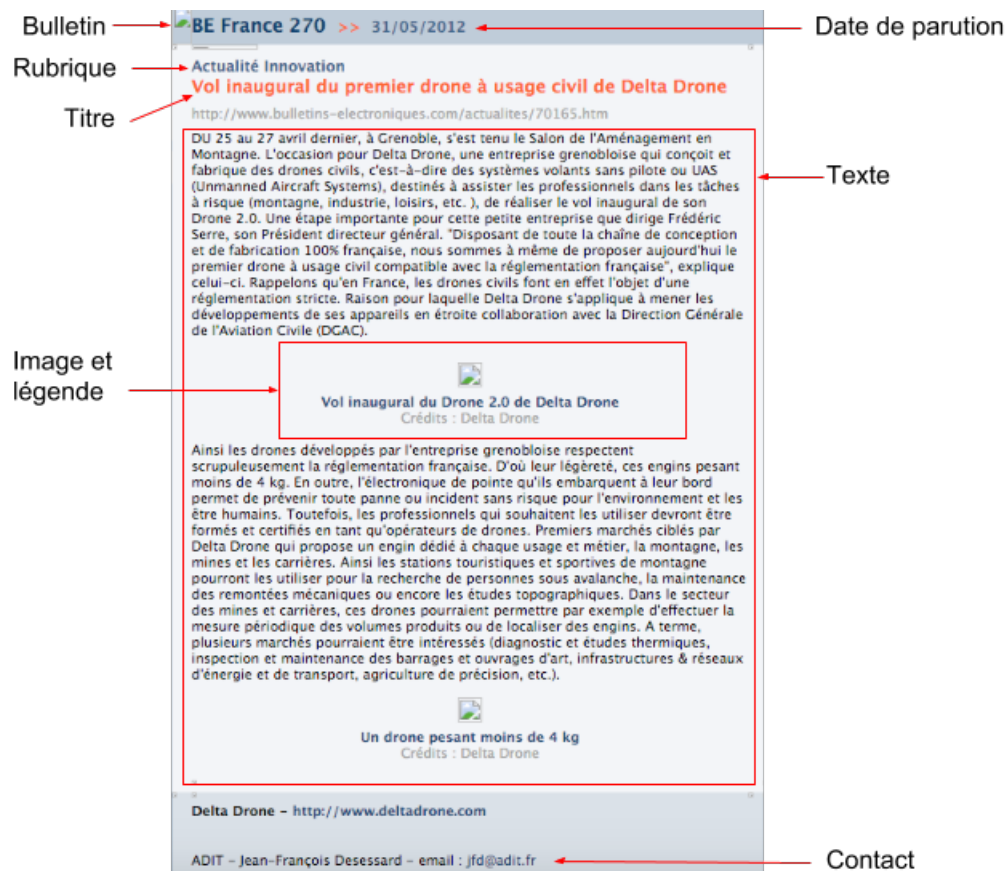 Bulletin
BE France 270 >> 31/05/2012
Date de parution
Rubrique
Actualité Innovation
Titre
Vol inaugural du premier drone à usage civil de Delta Drone
http://www.bulletins-electroniques.com/actualites/70165.htm
Texte
DU 25 au 27 avril dernier, à Grenoble, s'est tenu le Salon de l'Aménagement en
Montagne. L'occasion pour Delta Drone, une entreprise grenobloise qui conçoit et
fabrique des drones civils, c'est-à-dire des systèmes volants sans pilote ou UAS
(Unmanned Aircraft Systems), destinés à assister les professionnels dans les tâches
à risque (montagne, industrie, loisirs, etc. ), de réaliser le vol inaugural de son
Drone 2.0. Une étape importante pour cette petite entreprise que dirige Frédéric
Serre, son Président directeur général. "Disposant de toute la chaîne de conception
et de fabrication 100% française, nous sommes à même de proposer aujourd'hui le
premier drone à usage civil compatible avec la réglementation française", explique
celui-ci. Rappelons qu'en France, les drones civils font en effet l'objet d'une
réglementation stricte. Raison pour laquelle Delta Drone s'applique à mener les
développements de ses appareils en étroite collaboration avec la Direction Générale
de l'Aviation Civile (DGAC).
Image et
légende
Vol inaugural du Drone 2.0 de Delta Drone
Crédits : Delta Drone
Ainsi les drones développés par l'entreprise grenobloise respectent
scrupuleusement la réglementation française. D'où leur légèreté, ces engins pesant
moins de 4 kg. En outre, l'électronique de pointe qu'ils embarquent à leur bord
permet de prévenir toute panne ou incident sans risque pour l'environnement et les
être humains. Toutefois, les professionnels qui souhaitent les utiliser devront être
formés et certifiés en tant qu'opérateurs de drones. Premiers marchés ciblés par
Delta Drone qui propose un engin dédié à chaque usage et métier, la montagne, les
mines et les carrières. Ainsi les stations touristiques et sportives de montagne
pourront les utiliser pour la recherche de personnes sous avalanche, la maintenance
des remontées mécaniques ou encore les études topographiques. Dans le secteur
des mines et carrières, ces drones pourraient permettre par exemple d'effectuer la
mesure périodique des volumes produits ou de localiser des engins. A terme,
plusieurs marchés pourraient être intéressés (diagnostic et études thermiques,
inspection et maintenance des barrages et ouvrages d'art, infrastructures & réseaux
d'énergie et de transport, agriculture de précision, etc.).
Un drone pesant moins de 4 kg
Crédits : Delta Drone
Delta Drone - http://www.deltadrone.com
ADIT - Jean-François Desessard - email : jfd@adit.fr
Contact